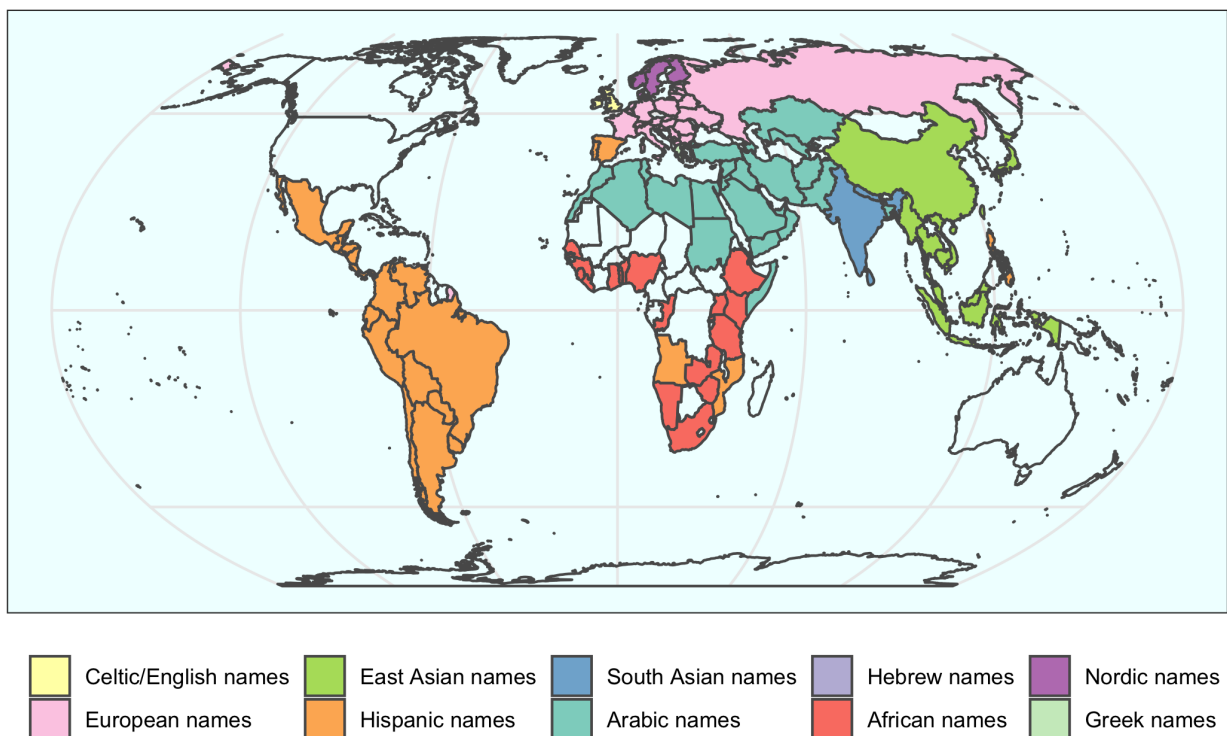 Celtic/English names East Asian names South Asian names Hebrew names Nordic names
European names Hispanic names Arabic names African names Greek names